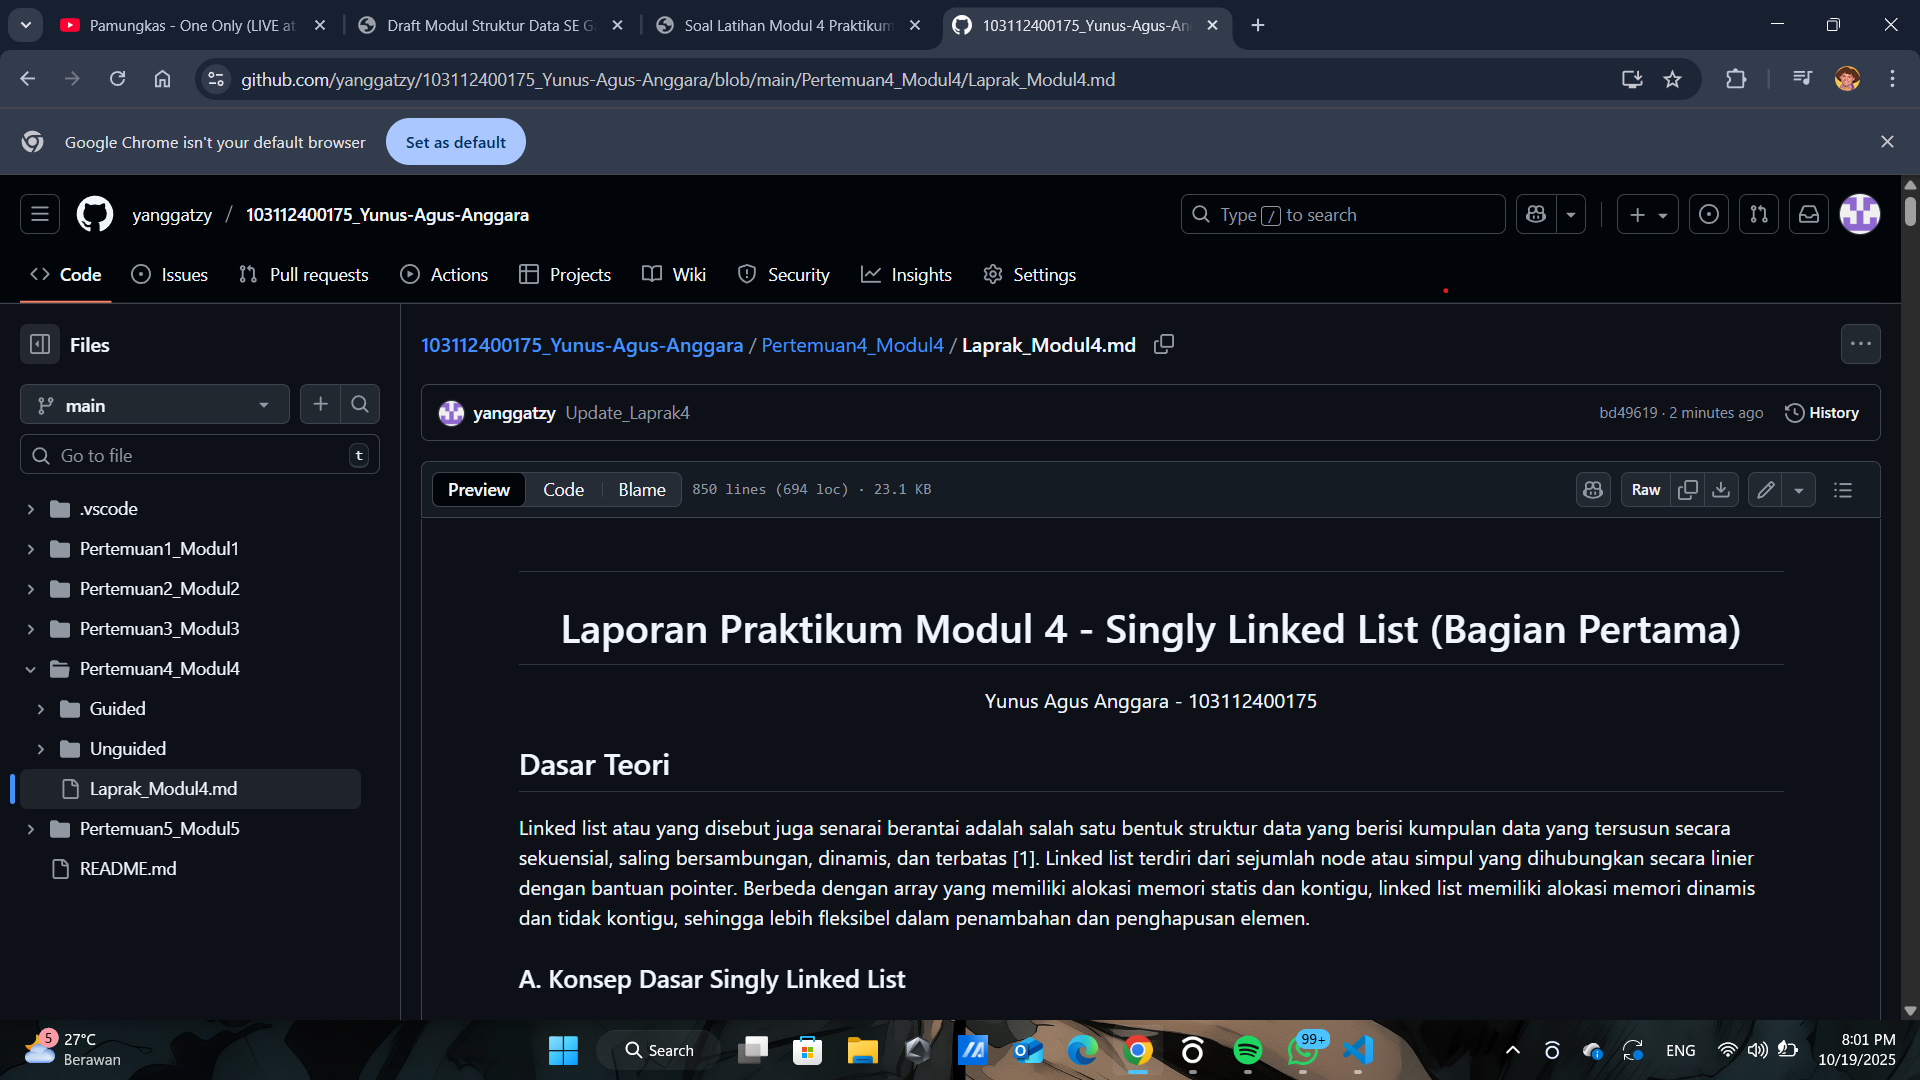 Pamungkas - One Only (LIVE at
Draft Modul Struktur Data SE G
Soal Latihan Modul 4 Praktikum
103112400175_Yunus-Agus-An
github.com/yanggatzy/103112400175_Yunus-Agus-Anggara/blob/main/Pertemuan4_Modul4/Laprak_Modul4.md
Google Chrome isn't your default browser
Set as default
yanggatzy / 103112400175_Yunus-Agus-Anggara
Type / to search
Code
Issues
Pull requests
Actions
Projects
Wiki
Security
Insights
Settings
Files
main
Go to file
t
.vscode
Pertemuan1_Modul1
Pertemuan2_Modul2
Pertemuan3_Modul3
Pertemuan4_Modul4
Guided
Unguided
Laprak_Modul4.md
Pertemuan5_Modul5
README.md
103112400175_Yunus-Agus-Anggara / Pertemuan4_Modul4 / Laprak_Modul4.md
yanggatzy Update_Laprak4
bd49619 · 2 minutes ago
History
Preview
Code
Blame
850 lines (694 loc) · 23.1 KB
Raw
Laporan Praktikum Modul 4 - Singly Linked List (Bagian Pertama)
Yunus Agus Anggara - 103112400175
Dasar Teori
Linked list atau yang disebut juga senarai berantai adalah salah satu bentuk struktur data yang berisi kumpulan data yang tersusun secara
sekuensial, saling bersambungan, dinamis, dan terbatas [1]. Linked list terdiri dari sejumlah node atau simpul yang dihubungkan secara linier
dengan bantuan pointer. Berbeda dengan array yang memiliki alokasi memori statis dan kontigu, linked list memiliki alokasi memori dinamis
dan tidak kontigu, sehingga lebih fleksibel dalam penambahan dan penghapusan elemen.
A. Konsep Dasar Singly Linked List
5
27°C
Berawan
Search
99+
ENG
8:01 PM
10/19/2025